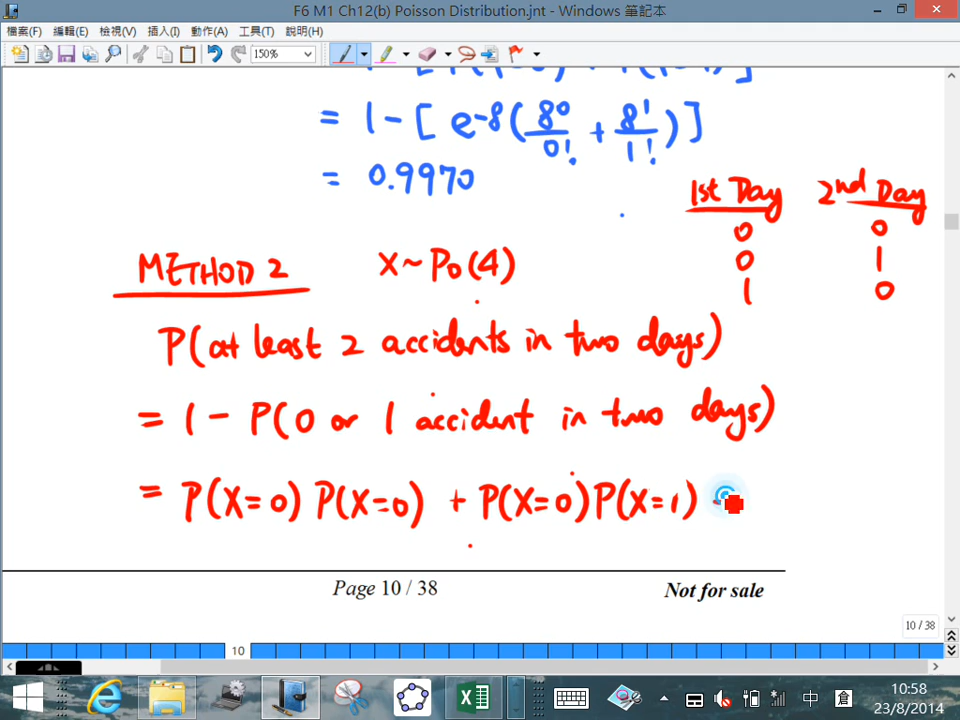 F6 M1 Ch12(b) Poisson Distribution.jnt - Windows 筆記本
檔案(F) 編輯(E) 檢視(V) 插入(I) 動作(A) 工具(T) 說明(H)
150%
= 1 - [ e-8 ( 8^0/0! + 8^1/1! ) ]
= 0.9970
1st Day 2nd Day
0 0
0 1
1 0
METHOD 2 X~Po(4)
P(at least 2 accidents in two days)
= 1 - P(0 or 1 accident in two days)
= P(X=0) P(X=0) + P(X=0) P(X=1)
Page 10 / 38 Not for sale
10 / 38
10
中 倉 10:58
23/8/2014